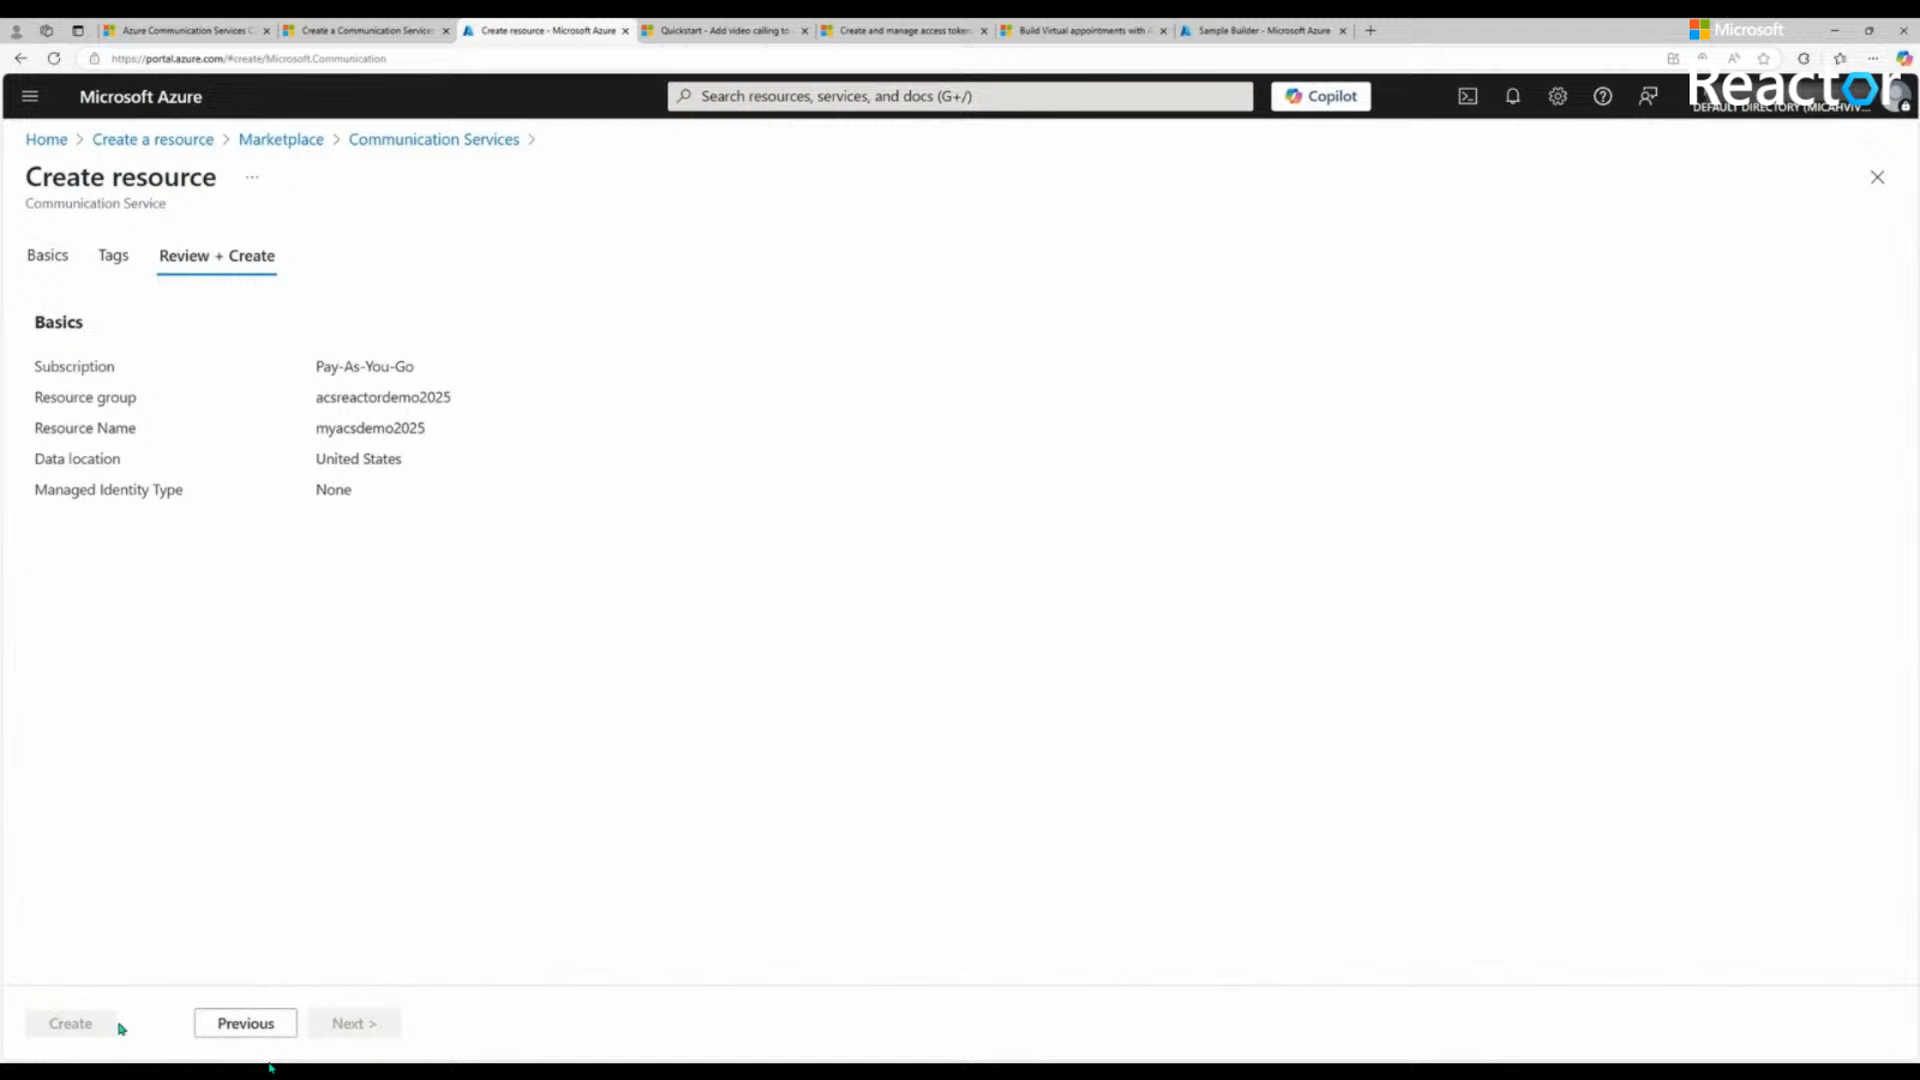 Azure Communication Services
Create a Communication Service
Create resource - Microsoft Azure
Quickstart - Add video calling to
Create and manage access token
Build Virtual appointments with
Sample Builder - Microsoft Azure
Microsoft
https://portal.azure.com/#create/Microsoft.Communication
Reactor
Microsoft Azure
Search resources, services, and docs (G+/)
Copilot
DEFAULT DIRECTORY (MICAHVIV...
Home > Create a resource > Marketplace > Communication Services >
Create resource ...
Communication Service
Basics Tags Review + Create
Basics
Subscription Pay-As-You-Go
Resource group acsreactordemo2025
Resource Name myacsdemo2025
Data location United States
Managed Identity Type None
Create Previous Next >